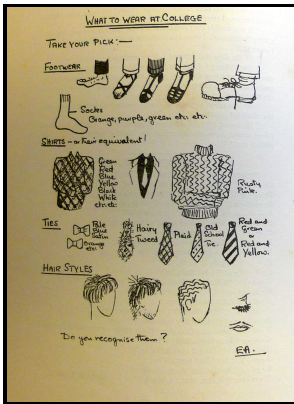 WHAT TO WEAR AT COLLEGE
TAKE YOUR PICK:—
FOOTWEAR
Socks
Orange, purple, green etc. etc.
SHIRTS - or their equivalent!
Green
Red
Blue
Yellow
Black
White
etc. etc.
Rusty
Pink.
TIES
Pale
Blue
Satin
Orange
etc.
Hairy
Tweed
Plaid
Old
School
Tie.
Red and
Green
or
Red and
Yellow.
HAIR STYLES
Do you recognise them?
E.A.